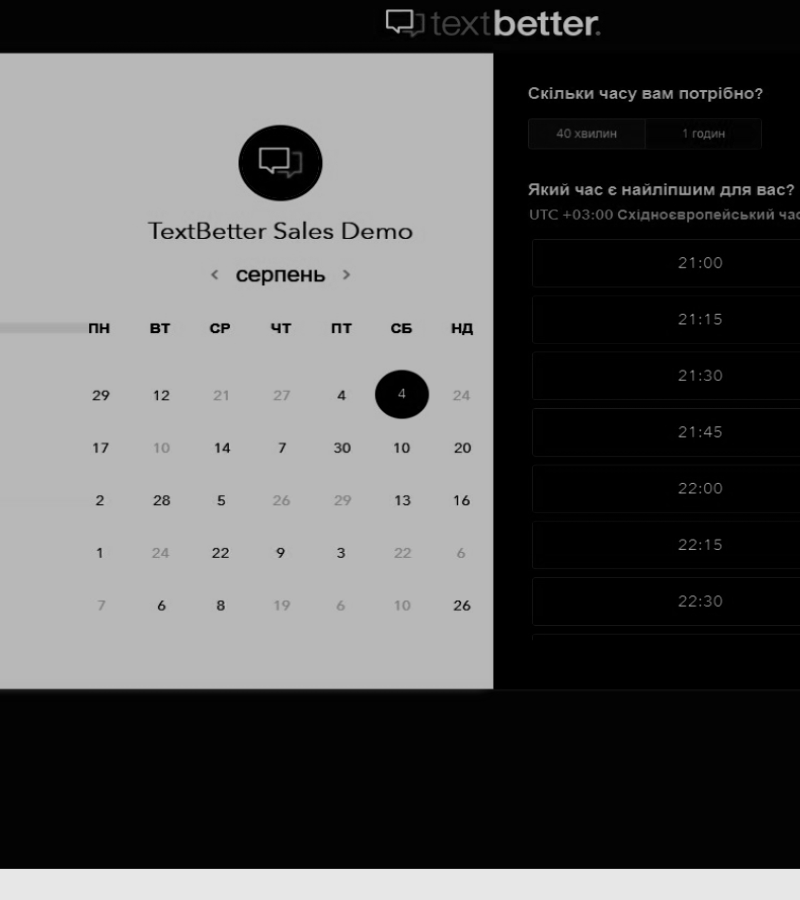 textbetter.
TextBetter Sales Demo
< серпень >
ПН ВТ СР ЧТ ПТ СБ НД
29 12 21 27 4 4 24
17 10 14 7 30 10 20
2 28 5 26 29 13 16
1 24 22 9 3 22 6
7 6 8 19 6 10 26
Скільки часу вам потрібно?
40 хвилин 1 годин
Який час є найліпшим для вас?
UTC +03:00 Східноєвропейський час
21:00
21:15
21:30
21:45
22:00
22:15
22:30